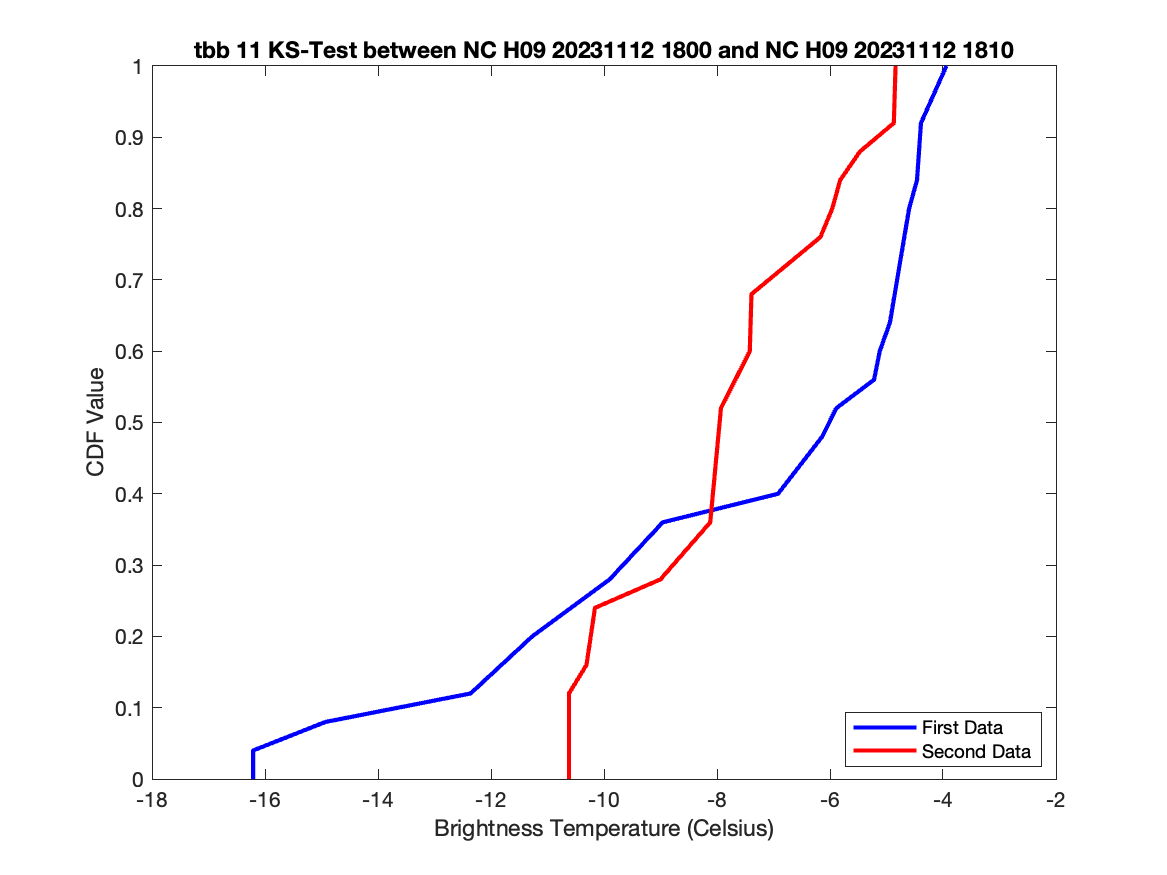 tbb 11 KS-Test between NC H09 20231112 1800 and NC H09 20231112 1810
1
0.9
0.8
0.7
0.6
0.5
0.4
0.3
0.2
0.1
0
CDF Value
First Data
Second Data
-18 -16 -14 -12 -10 -8 -6 -4 -2
Brightness Temperature (Celsius)